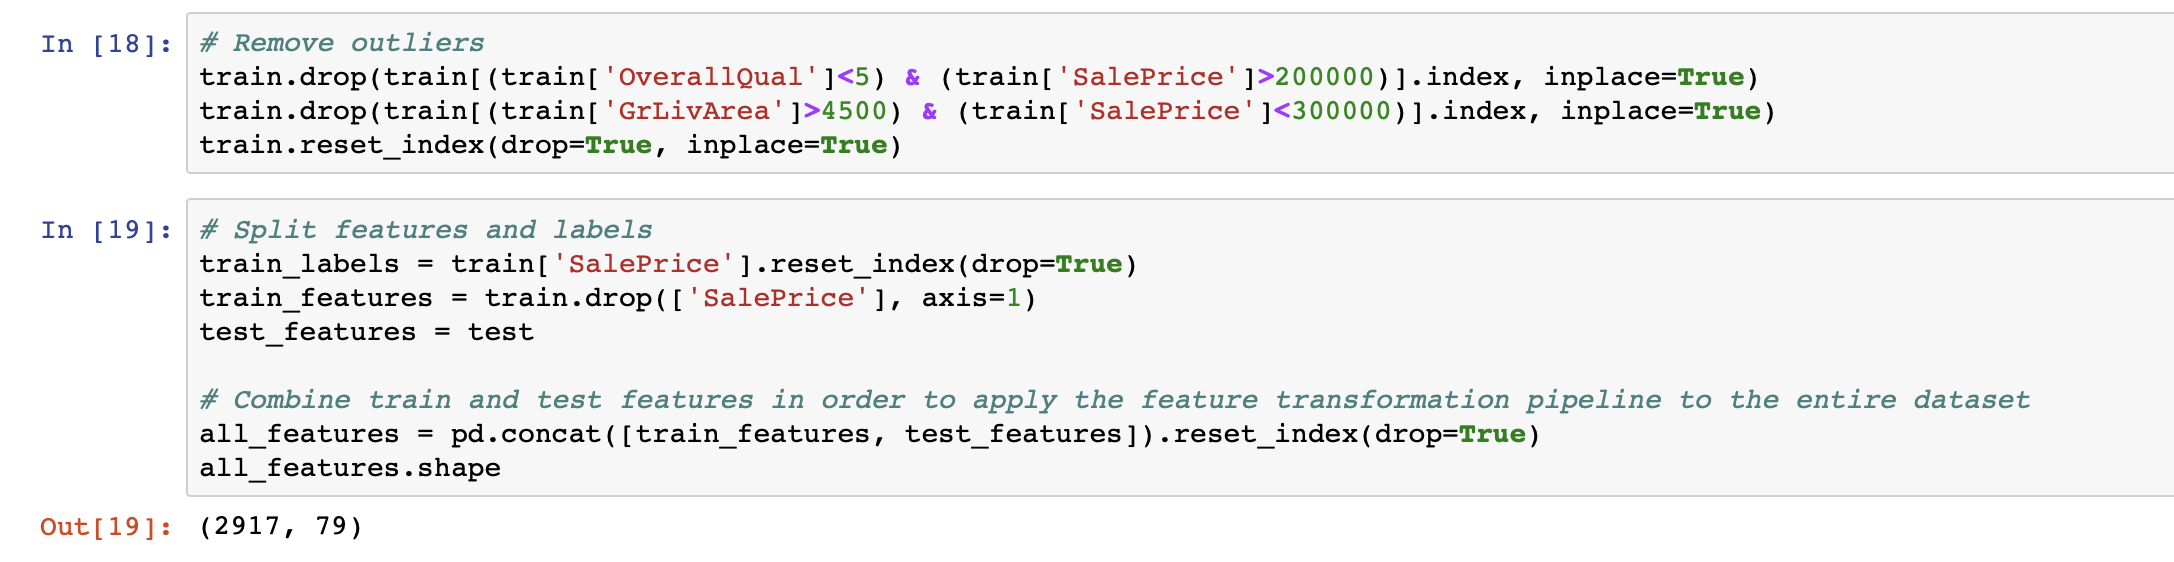 In [18]:
# Remove outliers
train.drop(train[(train['OverallQual']<5) & (train['SalePrice']>200000)].index, inplace=True)
train.drop(train[(train['GrLivArea']>4500) & (train['SalePrice']<300000)].index, inplace=True)
train.reset_index(drop=True, inplace=True)
In [19]:
# Split features and labels
train_labels = train['SalePrice'].reset_index(drop=True)
train_features = train.drop(['SalePrice'], axis=1)
test_features = test
# Combine train and test features in order to apply the feature transformation pipeline to the entire dataset
all_features = pd.concat([train_features, test_features]).reset_index(drop=True)
all_features.shape
Out[19]: (2917, 79)